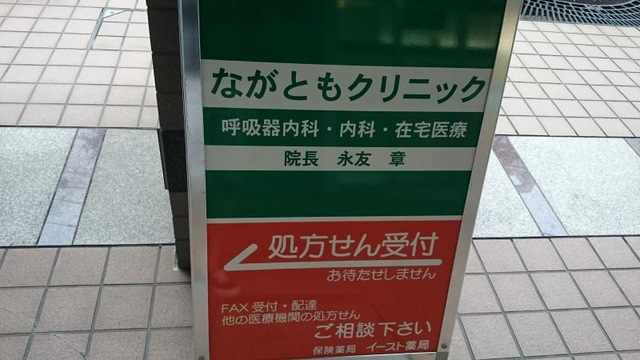 ながともクリニック
呼吸器内科・内科・在宅医療
院長 永友 章
処方せん受付
お待たせしません
FAX 受付・配達
他の医療機関の処方せん
ご相談下さい
保険薬局 イースト薬局